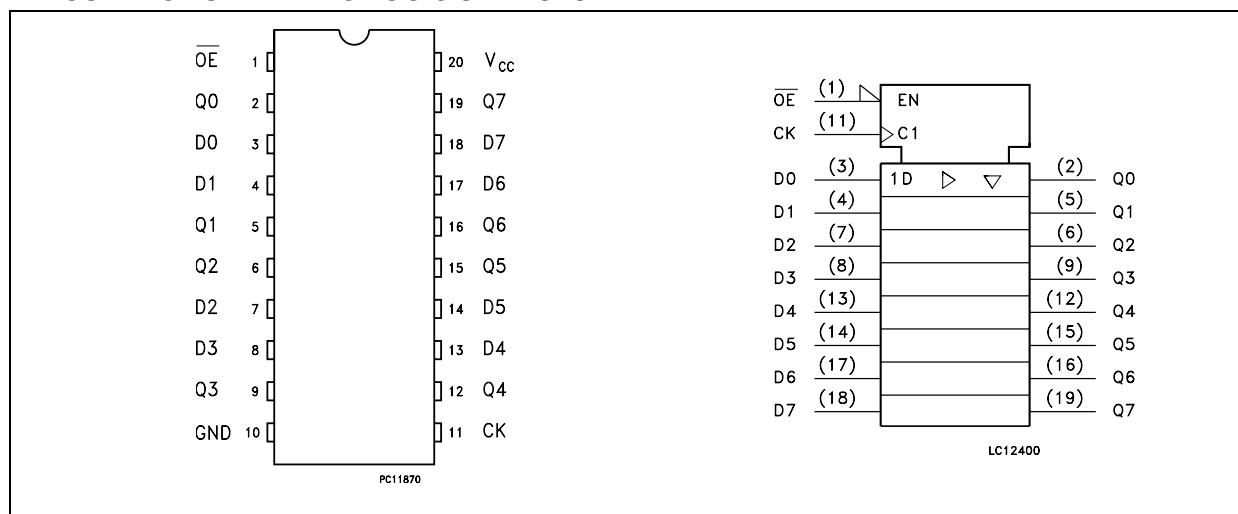 OE 1 20 VCC
Q0 2 19 Q7
D0 3 18 D7
D1 4 17 D6
Q1 5 16 Q6
Q2 6 15 Q5
D2 7 14 D5
D3 8 13 D4
Q3 9 12 Q4
GND 10 11 CK
PC11870
OE (1) EN
CK (11) C1
D0 (3) 1D (2) Q0
D1 (4) (5) Q1
D2 (7) (6) Q2
D3 (8) (9) Q3
D4 (13) (12) Q4
D5 (14) (15) Q5
D6 (17) (16) Q6
D7 (18) (19) Q7
LC12400